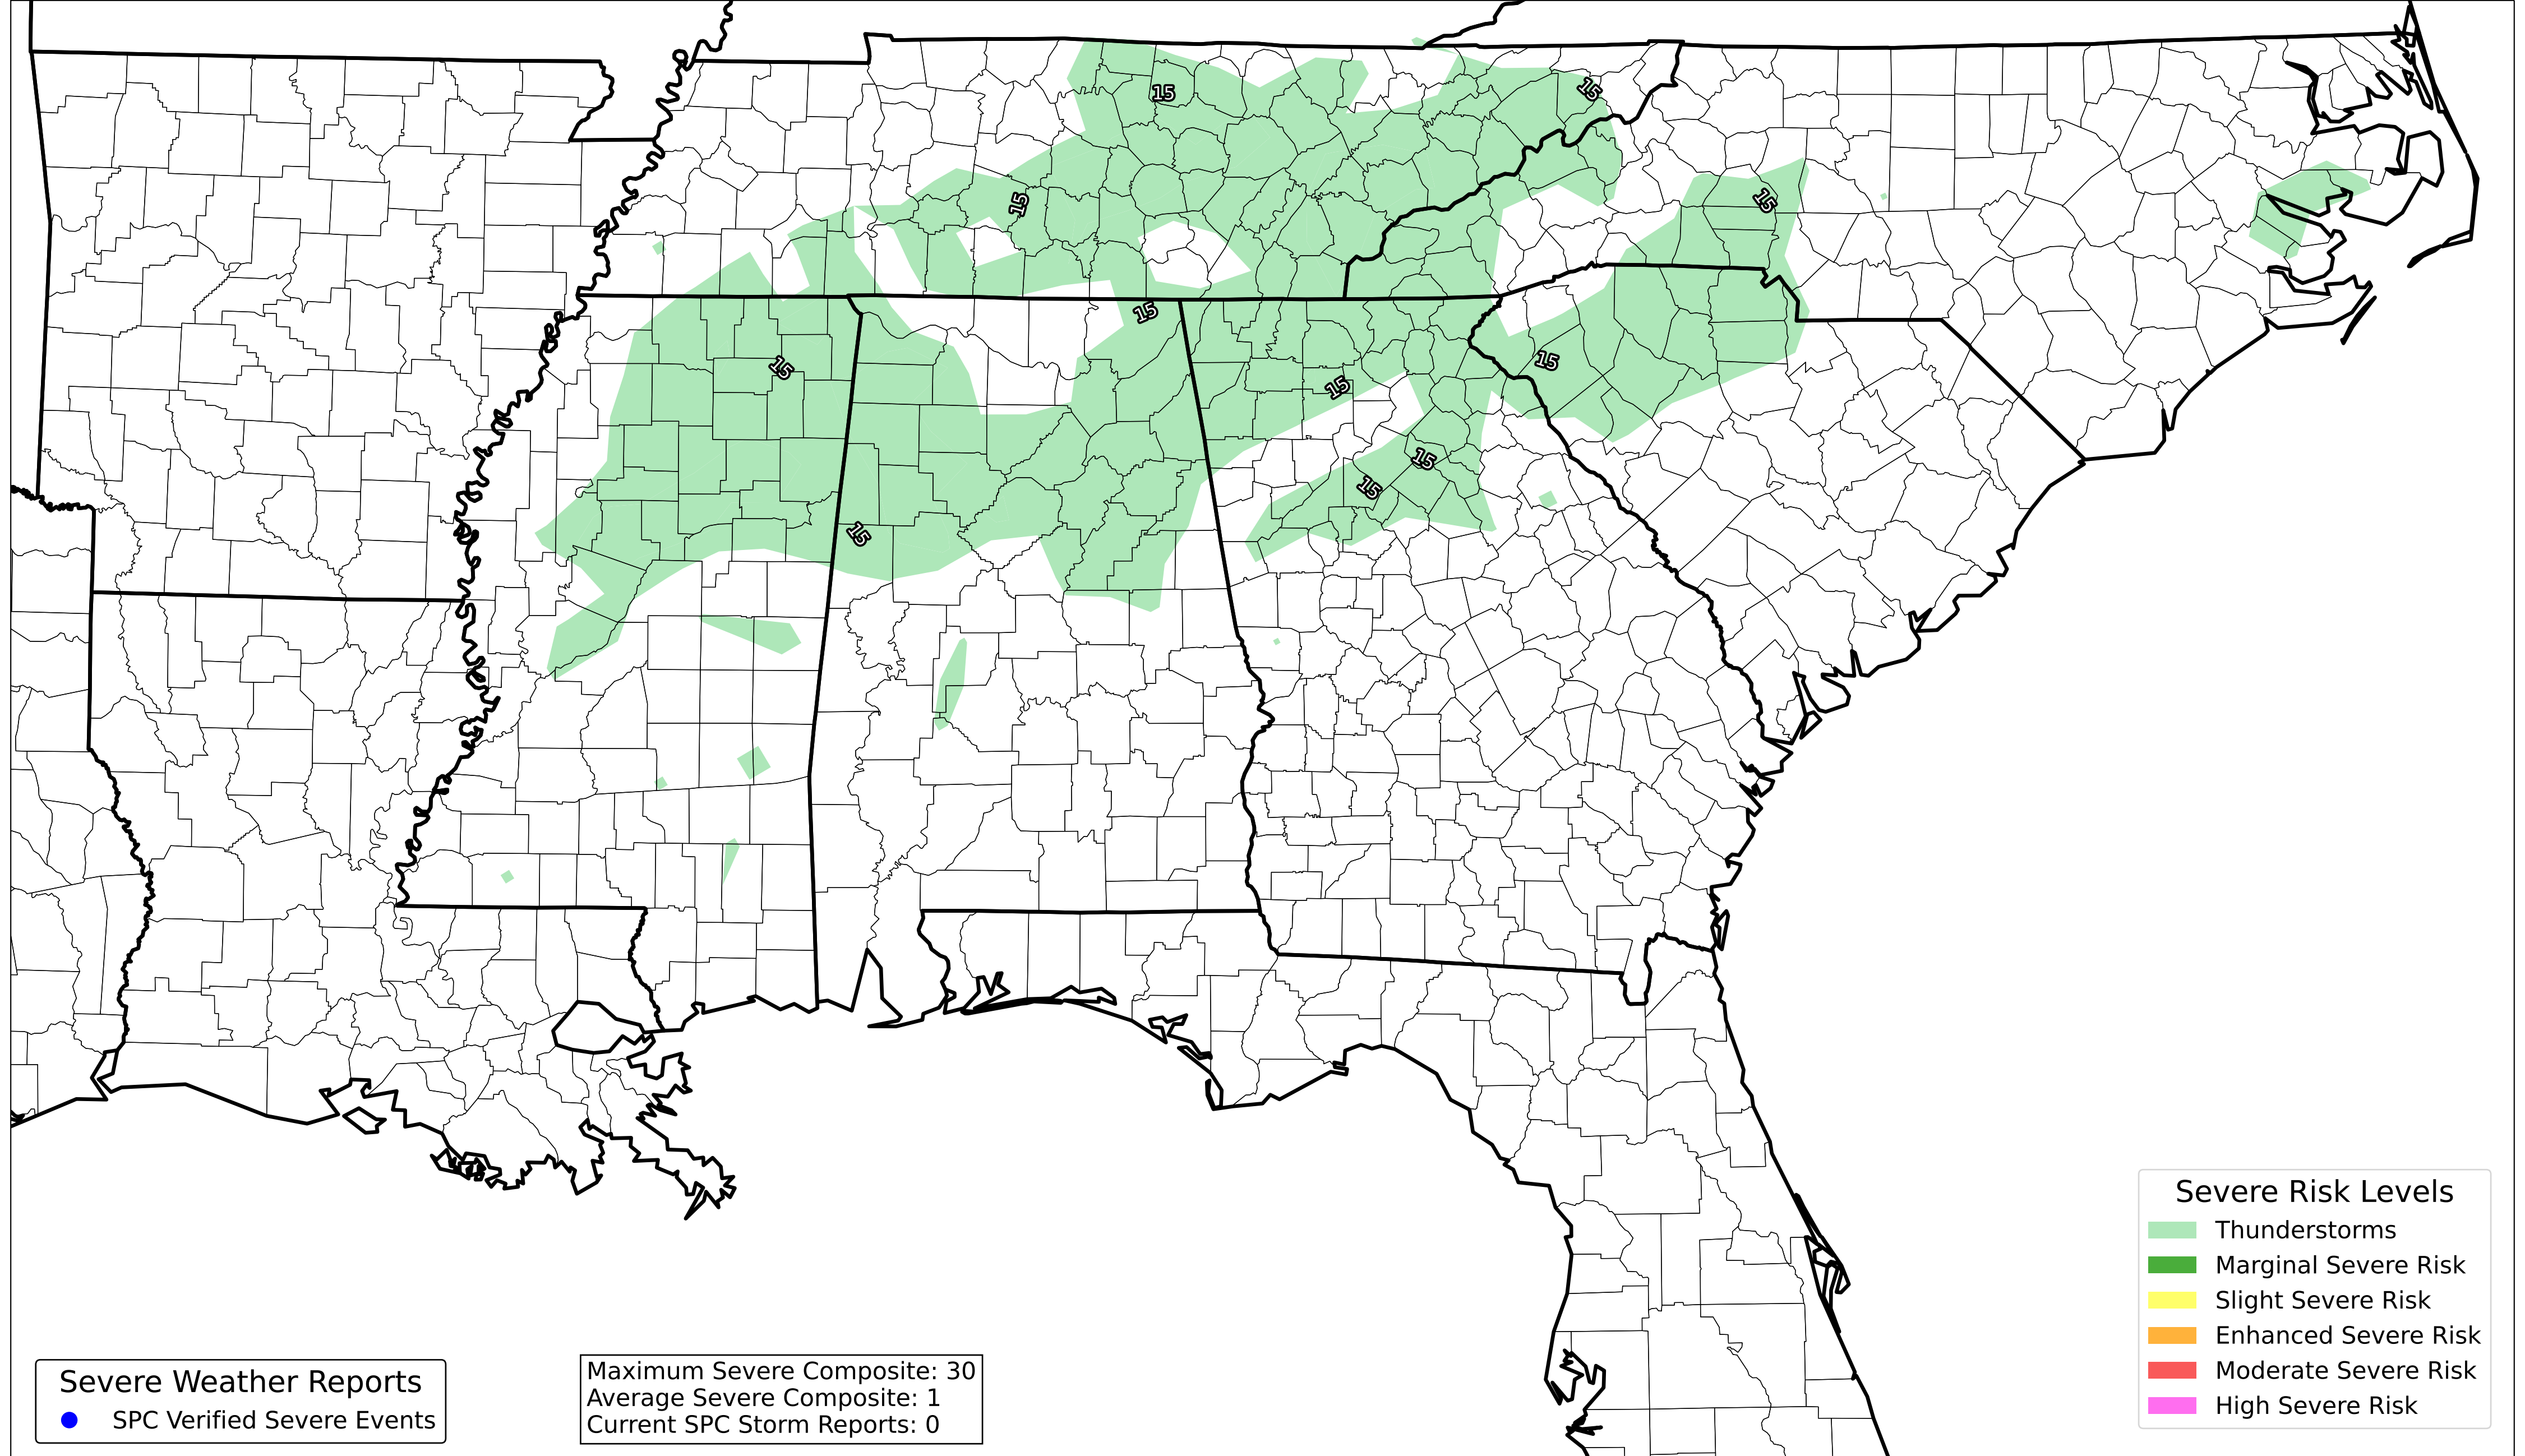 15
15
15
15
15
15
15
15
15
15
15
Severe Risk Levels
Thunderstorms
Marginal Severe Risk
Slight Severe Risk
Enhanced Severe Risk
Moderate Severe Risk
High Severe Risk
Severe Weather Reports
SPC Verified Severe Events
Maximum Severe Composite: 30
Average Severe Composite: 1
Current SPC Storm Reports: 0